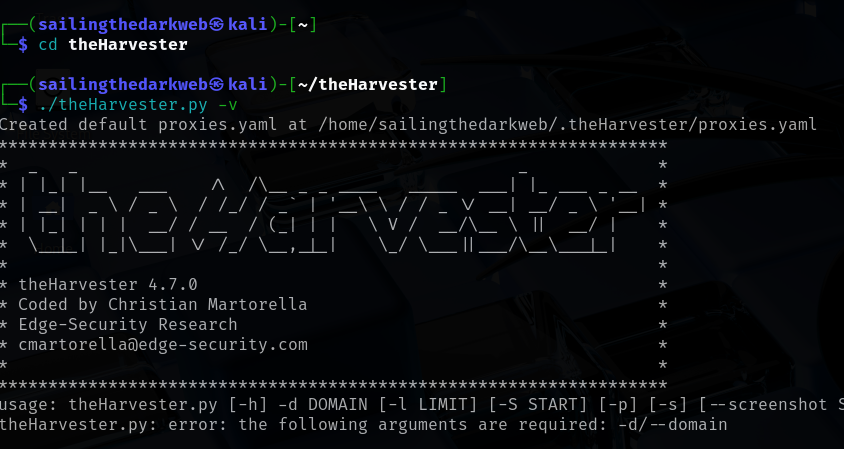 ┌──(sailingthedarkweb㉿kali)-[~]
└─$ cd theHarvester
┌──(sailingthedarkweb㉿kali)-[~/theHarvester]
└─$ ./theHarvester.py -v
Created default proxies.yaml at /home/sailingthedarkweb/.theHarvester/proxies.yaml
*******************************************************************
theHarvester
* theHarvester 4.7.0 *
* Coded by Christian Martorella *
* Edge-Security Research *
* cmartorella@edge-security.com *
* *
*******************************************************************
usage: theHarvester.py [-h] -d DOMAIN [-l LIMIT] [-S START] [-p] [-s] [--screenshot S
theHarvester.py: error: the following arguments are required: -d/--domain